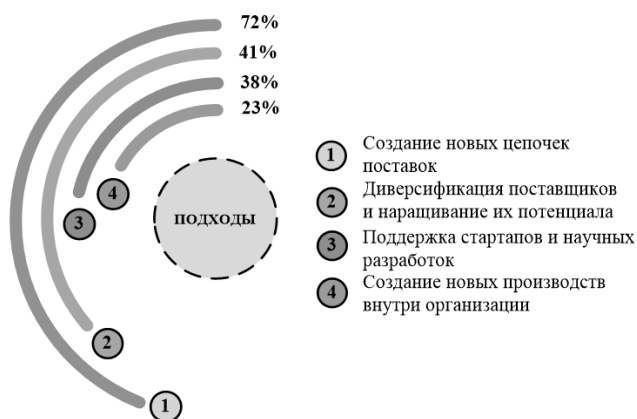 72%
41%
38%
23%
ПОДХОДЫ
4
3
2
1
1 Создание новых цепочек
поставок
2 Диверсификация поставщиков
и наращивание их потенциала
3 Поддержка стартапов и научных
разработок
4 Создание новых производств
внутри организации